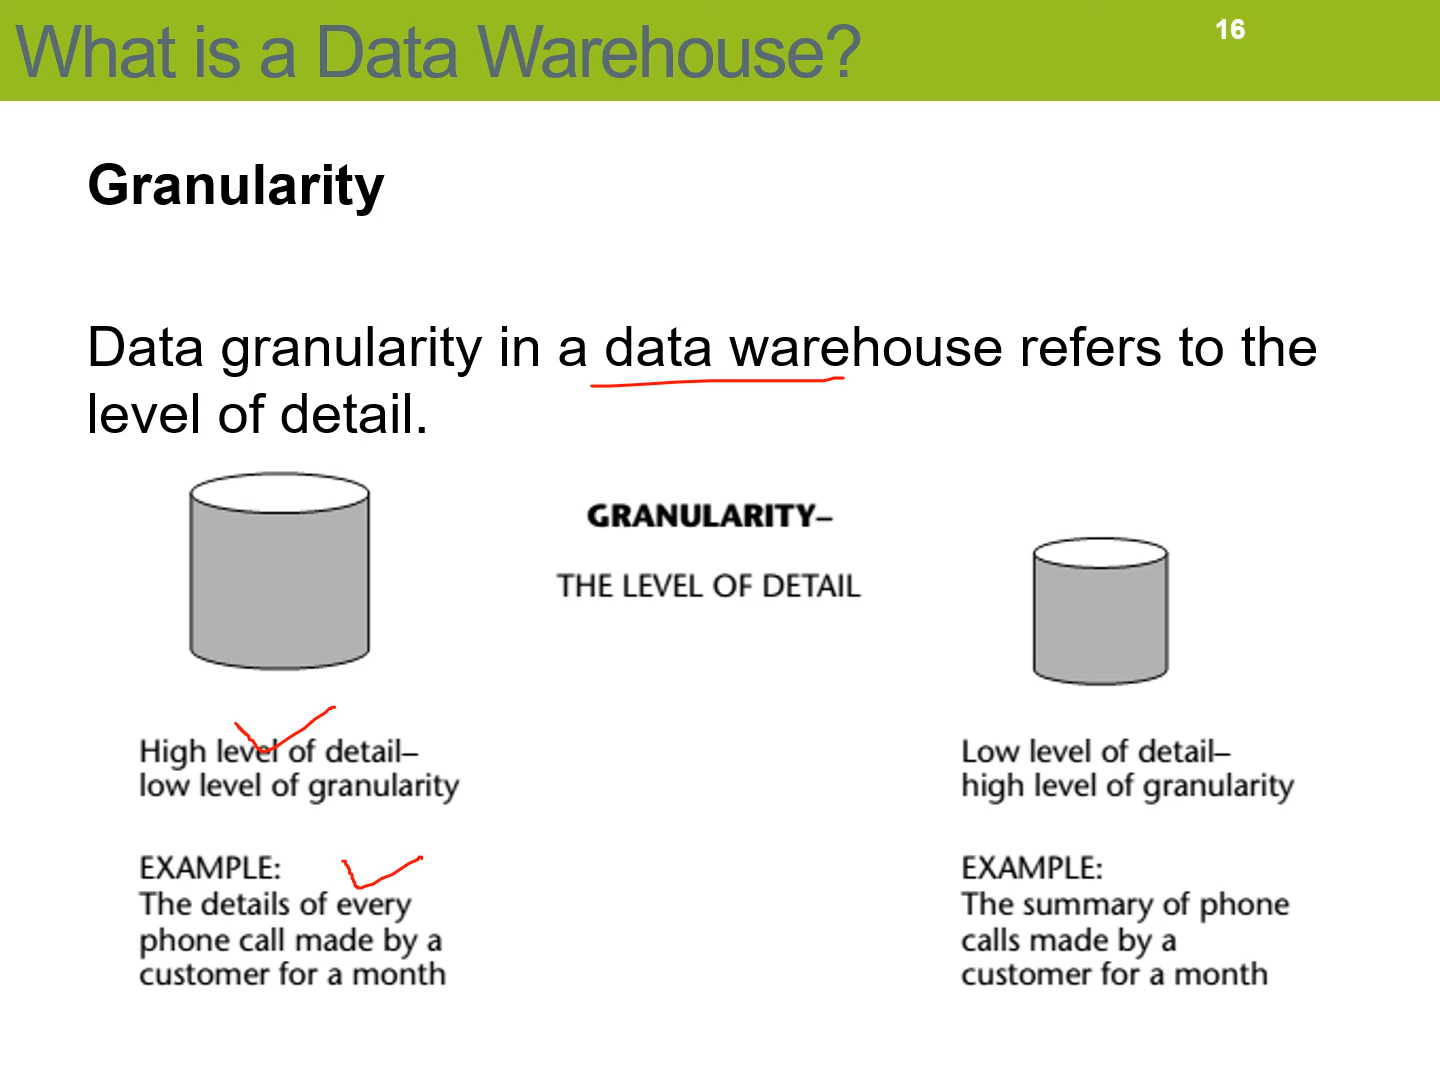 What is a Data Warehouse?
16
Granularity
Data granularity in a data warehouse refers to the
level of detail.
GRANULARITY–
THE LEVEL OF DETAIL
High level of detail–
low level of granularity
EXAMPLE:
The details of every
phone call made by a
customer for a month
Low level of detail–
high level of granularity
EXAMPLE:
The summary of phone
calls made by a
customer for a month